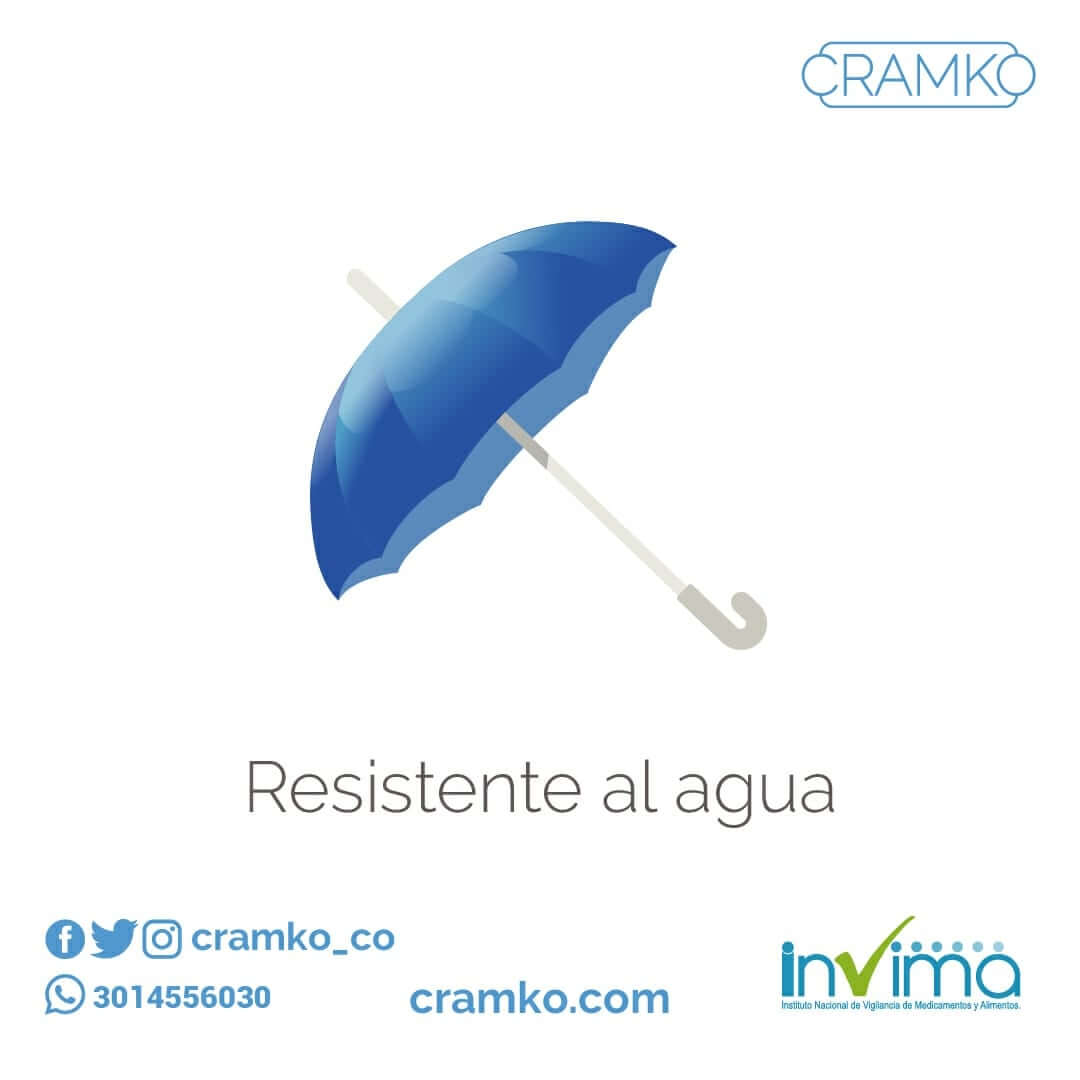 CRAMKO
Resistente al agua
cramko_co
3014556030
cramko.com
invima
Instituto Nacional de Vigilancia de Medicamentos y Alimentos.